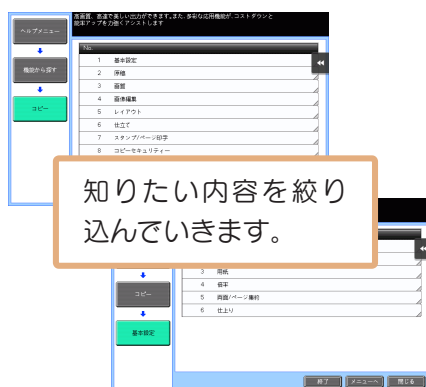 高画質、高速で美しい出力ができます。また、多彩な応用機能が、コストダウンと
効率アップを力強くアシストします
ヘルプメニュー
機能から探す
コピー
No.
1 基本設定
2 原稿
3 画質
4 画像編集
5 レイアウト
6 仕立て
7 スタンプ/ページ印字
8 コピーセキュリティー
知りたい内容を絞り
込んでいきます。
コピー
基本設定
3 用紙
4 倍率
5 両面/ページ集約
6 仕上り
終了 メニューへ 閉じる